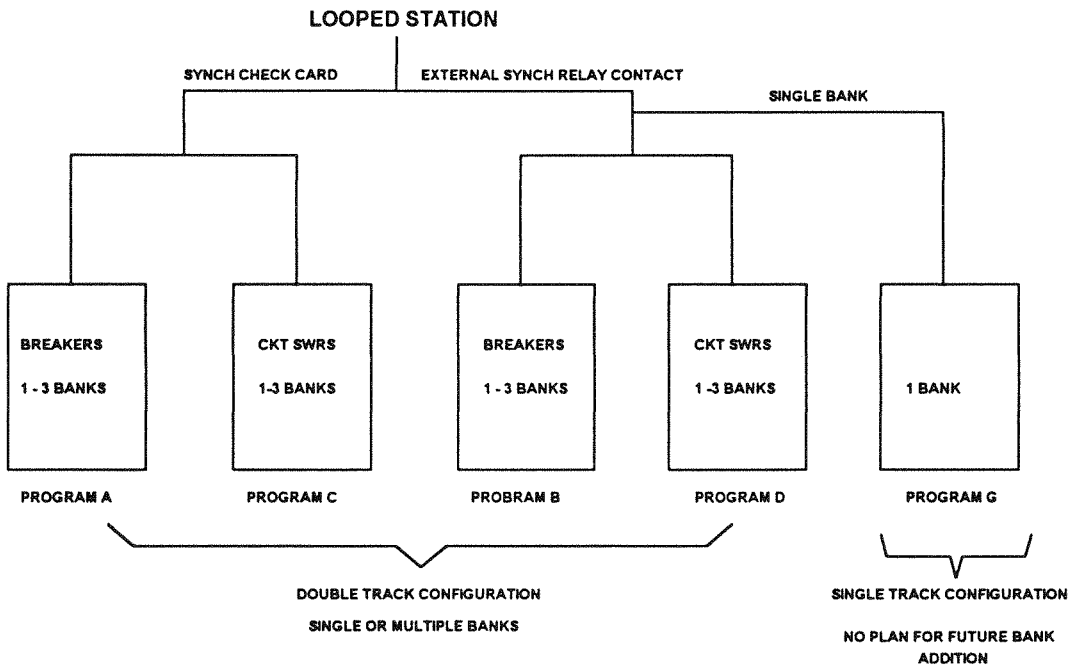 LOOPED STATION
SYNCH CHECK CARD
EXTERNAL SYNCH RELAY CONTACT
SINGLE BANK
BREAKERS
1 - 3 BANKS
CKT SWRS
1-3 BANKS
BREAKERS
1 - 3 BANKS
CKT SWRS
1 -3 BANKS
1 BANK
PROGRAM A
PROGRAM C
PROBRAM B
PROGRAM D
PROGRAM G
DOUBLE TRACK CONFIGURATION
SINGLE OR MULTIPLE BANKS
SINGLE TRACK CONFIGURATION
NO PLAN FOR FUTURE BANK
ADDITION